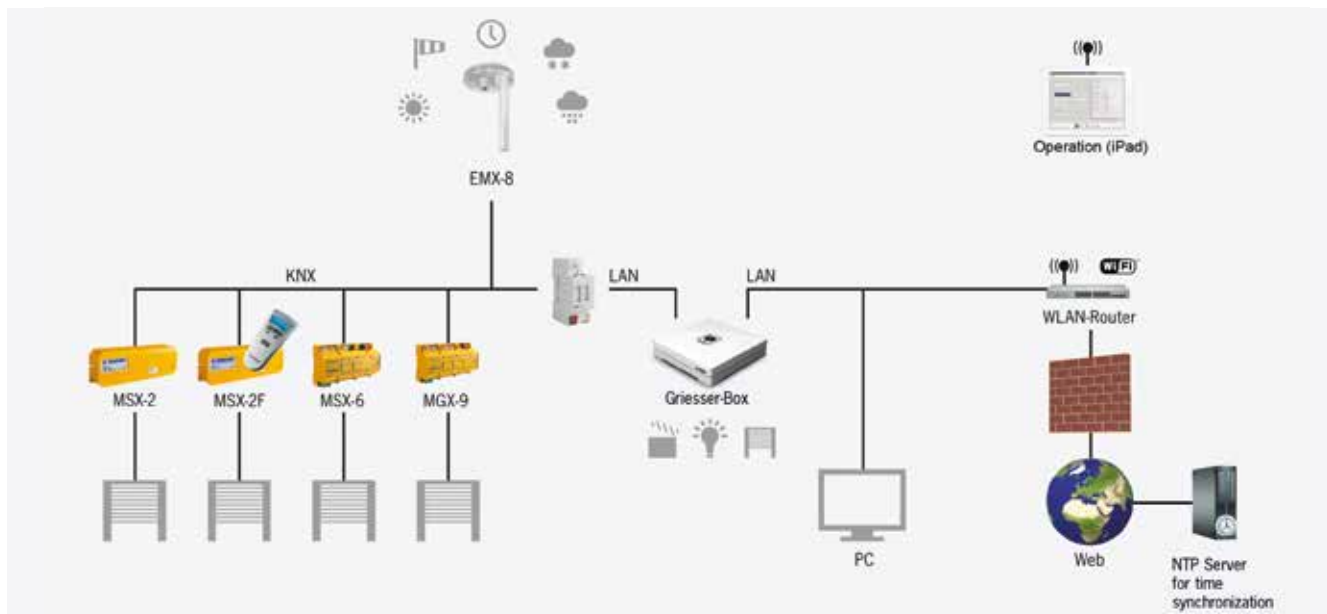 Operation (iPad)
EMX-8
KNX
LAN
LAN
WiFi
WLAN-Router
MSX-2
MSX-2F
MSX-6
MGX-9
Griesser-Box
PC
Web
NTP Server
for time
synchronization